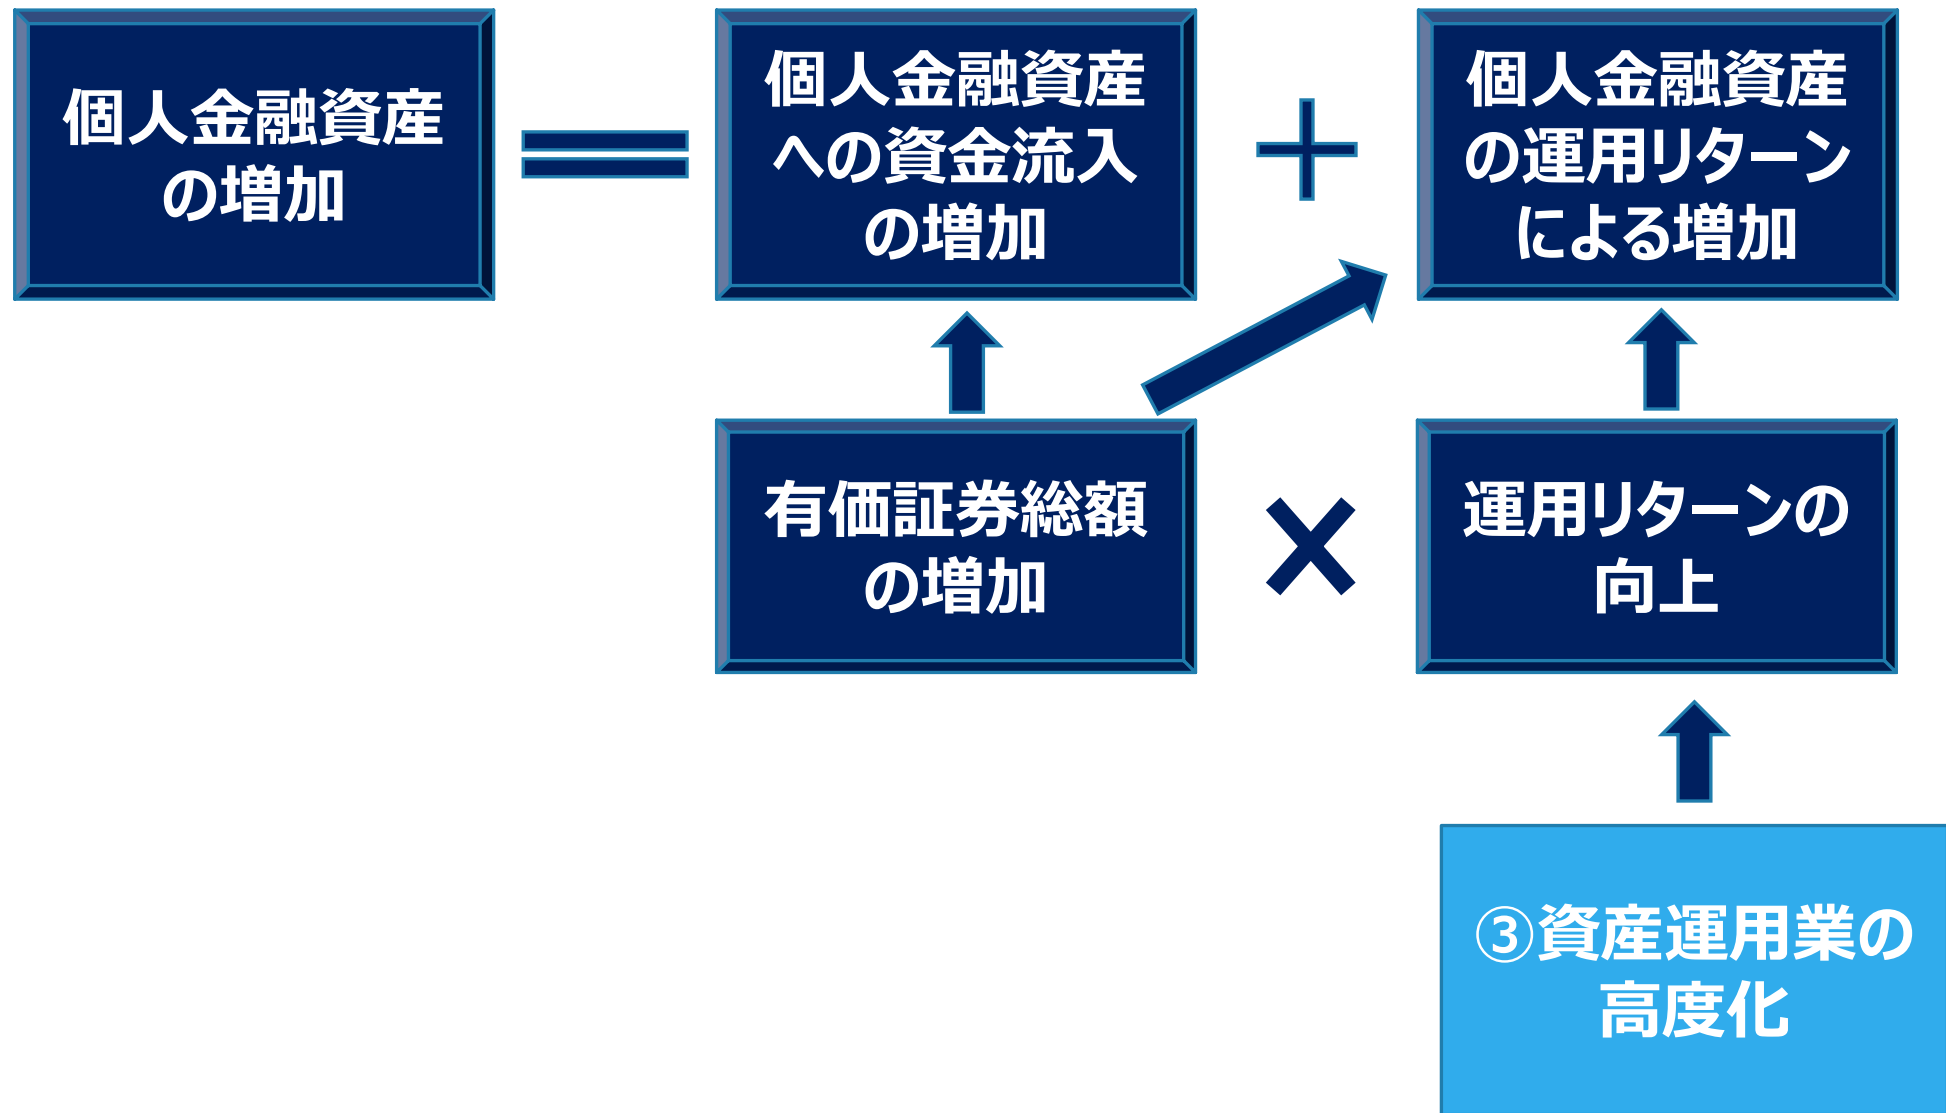 個人金融資産
の増加
個人金融資産
への資金流入
の増加
個人金融資産
の運用リターン
による増加
有価証券総額
の増加
運用リターンの
向上
③資産運用業の
高度化